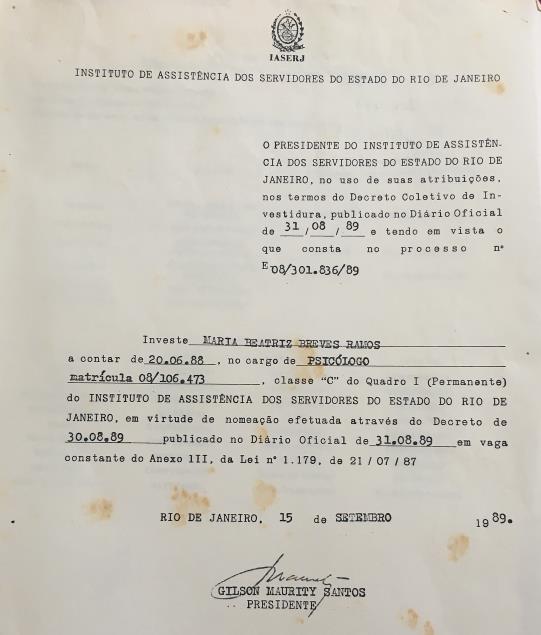 IASERJ
INSTITUTO DE ASSISTÊNCIA DOS SERVIDORES DO ESTADO DO RIO DE JANEIRO
O PRESIDENTE DO INSTITUTO DE ASSISTÊN-
CIA DOS SERVIDORES DO ESTADO DO RIO DE
JANEIRO, no uso de suas atribuições,
nos termos do Decreto Coletivo de In-
vestidura, publicado no Diário Oficial
de 31/08/89 e tendo em vista o
que consta no processo nº
E-08/301.836/89
Investe MARIA BEATRIZ BREVES RAMOS
a contar de 20.06.88, no cargo de PSICÓLOGO
matrícula 08/106.473, classe "C" do Quadro I (Permanente)
do INSTITUTO DE ASSISTÊNCIA DOS SERVIDORES DO ESTADO DO RIO DE
JANEIRO, em virtude de nomeação efetuada através do Decreto de
30.08.89 publicado no Diário Oficial de 31.08.89 em vaga
constante do Anexo III, da Lei nº 1.179, de 21/07/87
RIO DE JANEIRO, 15 de SETEMBRO 1989.
GILSON MAURITY SANTOS
PRESIDENTE